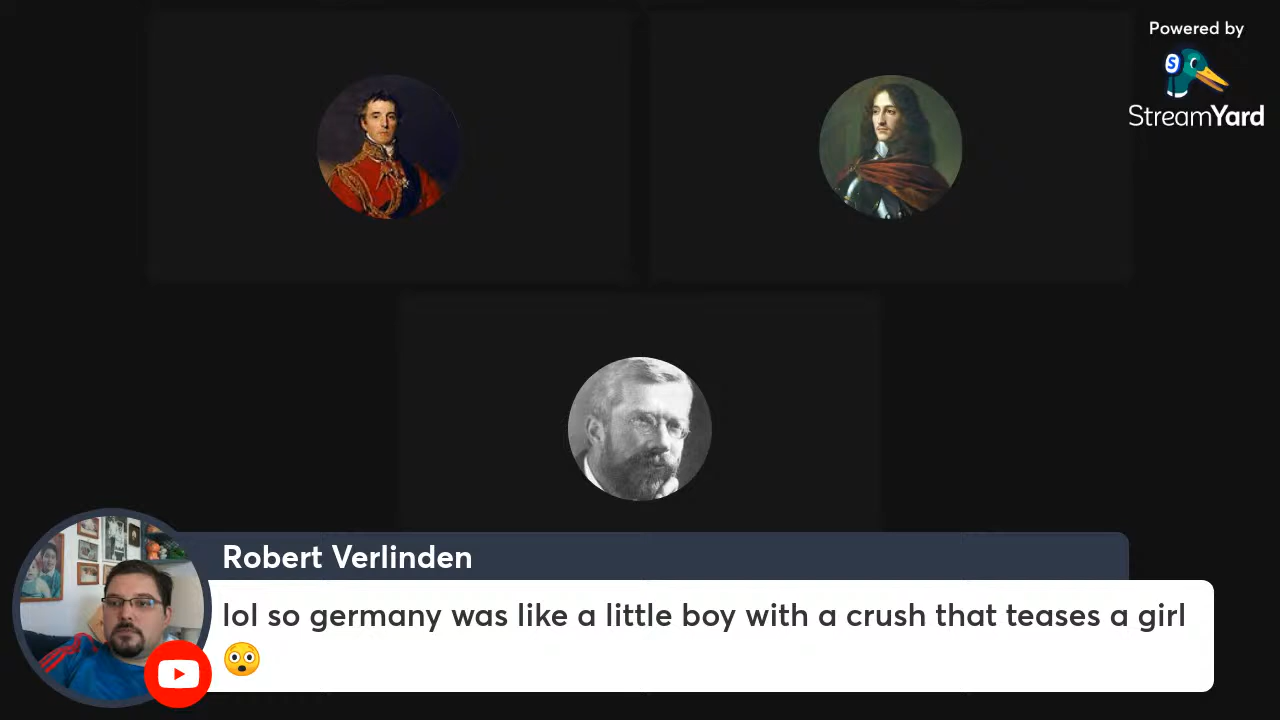 Powered by
S
StreamYard
Robert Verlinden
lol so germany was like a little boy with a crush that teases a girl
😲